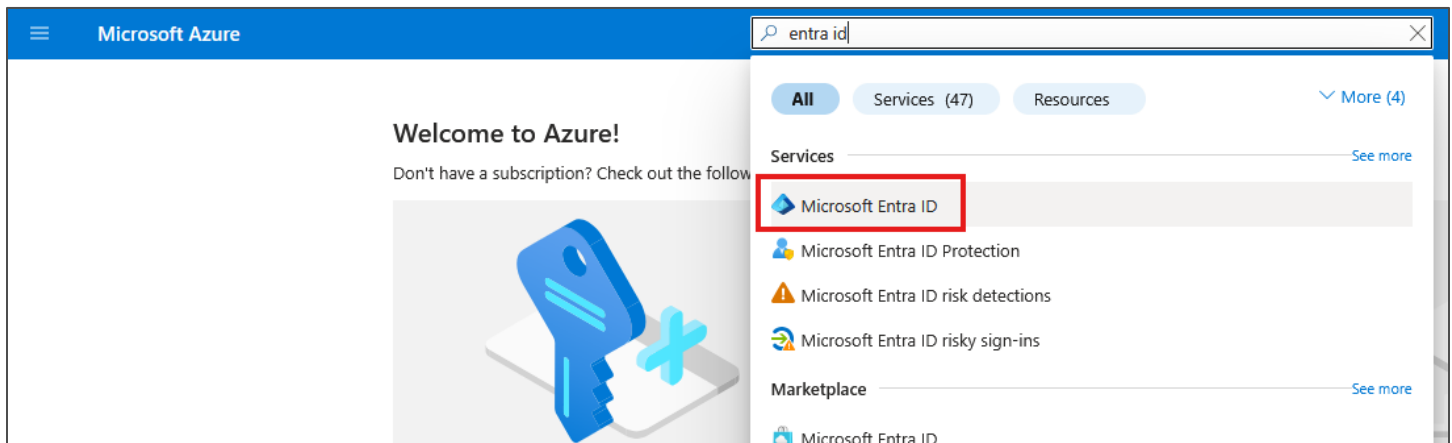 Microsoft Azure
entra id
All
Services (47)
Resources
More (4)
Welcome to Azure!
Don't have a subscription? Check out the follow
Services
See more
Microsoft Entra ID
Microsoft Entra ID Protection
Microsoft Entra ID risk detections
Microsoft Entra ID risky sign-ins
Marketplace
See more
Microsoft Entra ID